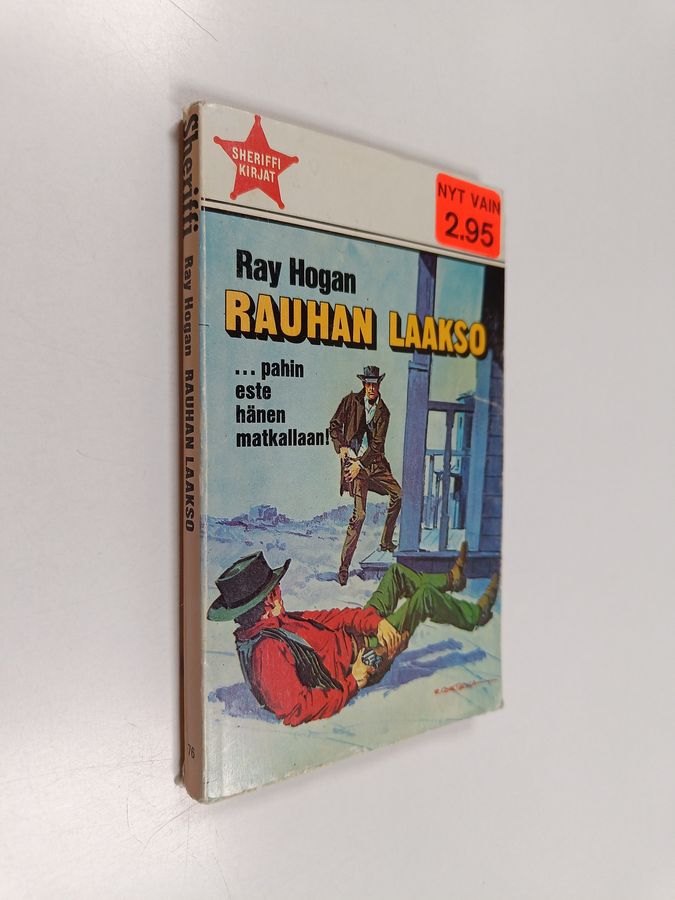 SHERIFFI
KIRJAT
NYT VAIN
2.95
Ray Hogan
RAUHAN LAAKSO
... pahin
este
hänen
matkallaan!
Sheriffi Ray Hogan RAUHAN LAAKSO
76